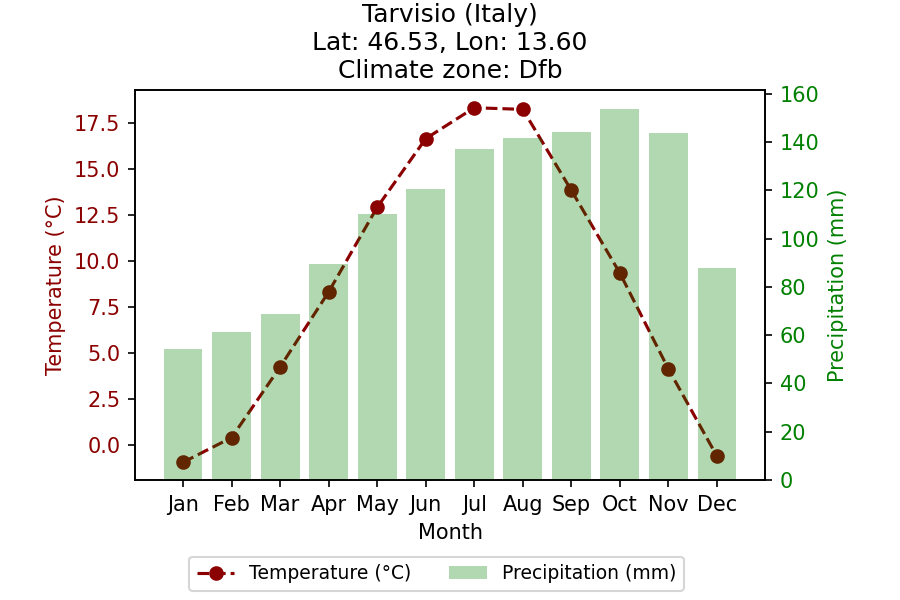 Tarvisio (Italy)
Lat: 46.53, Lon: 13.60
Climate zone: Dfb
Temperature (°C)
17.5
15.0
12.5
10.0
7.5
5.0
2.5
0.0
160
140
120
100
80
60
40
20
0
Precipitation (mm)
Jan Feb Mar Apr May Jun Jul Aug Sep Oct Nov Dec
Month
Temperature (°C) Precipitation (mm)